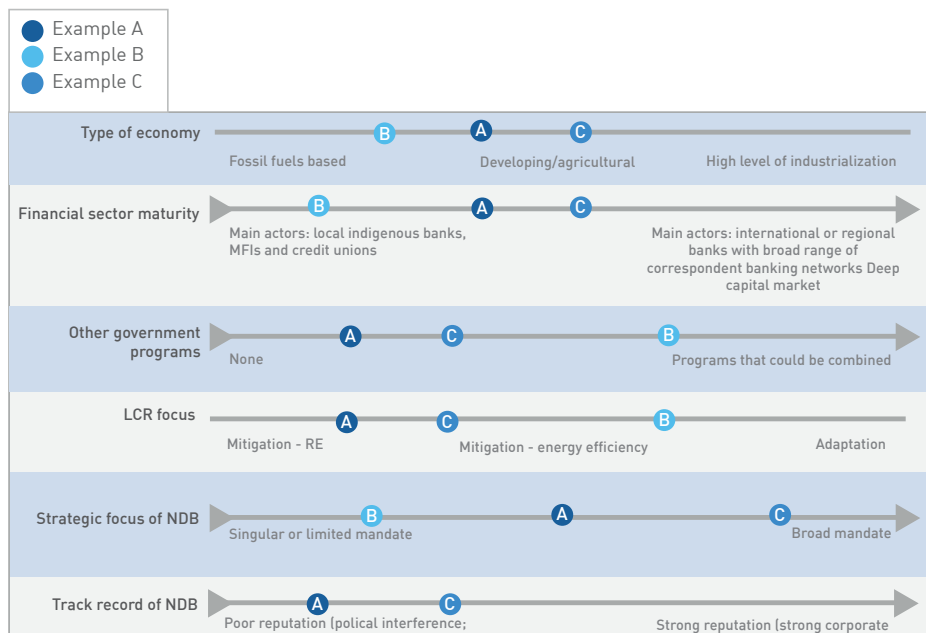 Example A
Example B
Example C
Type of economy
B
A
C
Fossil fuels based
Developing/agricultural
High level of industrialization
Financial sector maturity
B
A
C
Main actors: local indigenous banks,
MFIs and credit unions
Main actors: international or regional
banks with broad range of
correspondent banking networks Deep
capital market
Other government
programs
A
C
B
None
Programs that could be combined
LCR focus
A
C
B
Mitigation - RE
Mitigation - energy efficiency
Adaptation
Strategic focus of NDB
B
A
C
Singular or limited mandate
Broad mandate
Track record of NDB
A
C
Poor reputation (polical interference;
Strong reputation (strong corporate